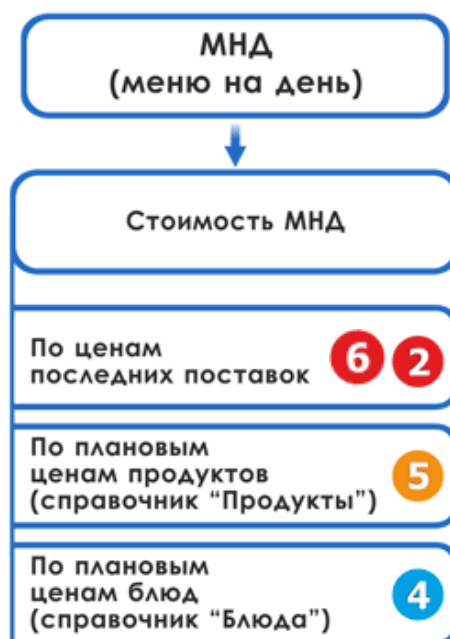 МНД
(меню на день)
Стоимость МНД
По ценам
последних поставок
6 2
По плановым
ценам продуктов
(справочник "Продукты")
5
По плановым
ценам блюд
(справочник "Блюда")
4